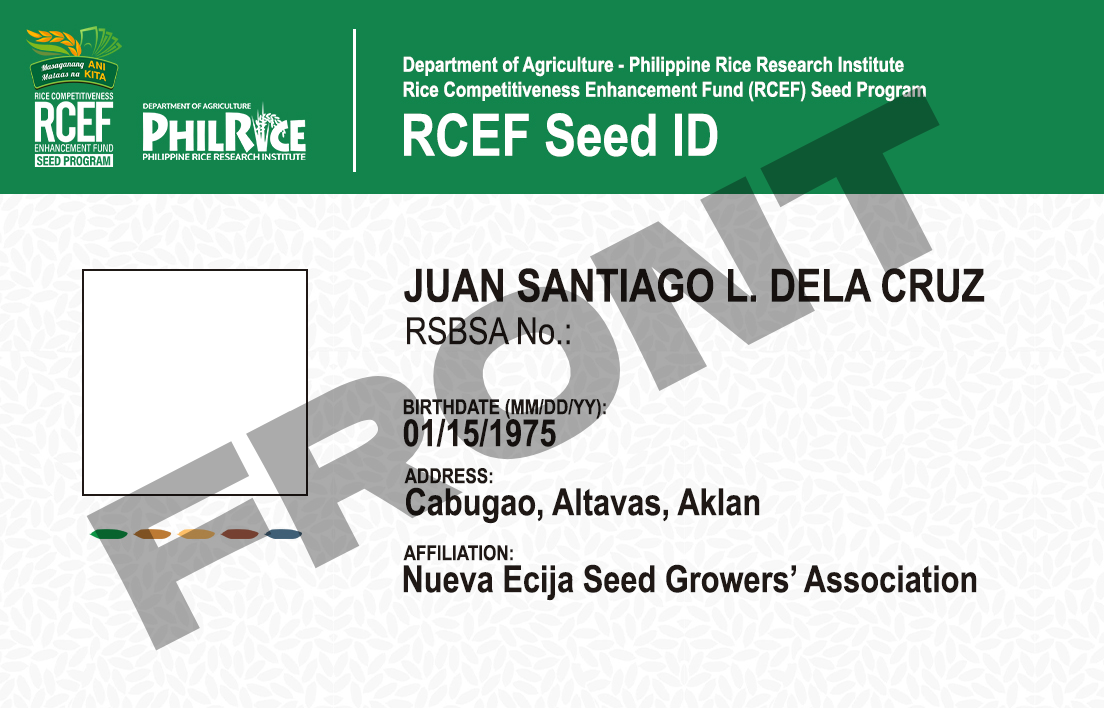 Masaganang ANI
Mataas na KITA
RICE COMPETITIVENESS
RCEF
ENHANCEMENT FUND
SEED PROGRAM
DEPARTMENT OF AGRICULTURE
PHILRICE
PHILIPPINE RICE RESEARCH INSTITUTE
Department of Agriculture - Philippine Rice Research Institute
Rice Competitiveness Enhancement Fund (RCEF) Seed Program
RCEF Seed ID
JUAN SANTIAGO L. DELA CRUZ
RSBSA No.:
BIRTHDATE (MM/DD/YY):
01/15/1975
ADDRESS:
Cabugao, Altavas, Aklan
AFFILIATION:
Nueva Ecija Seed Growers’ Association
FRONT